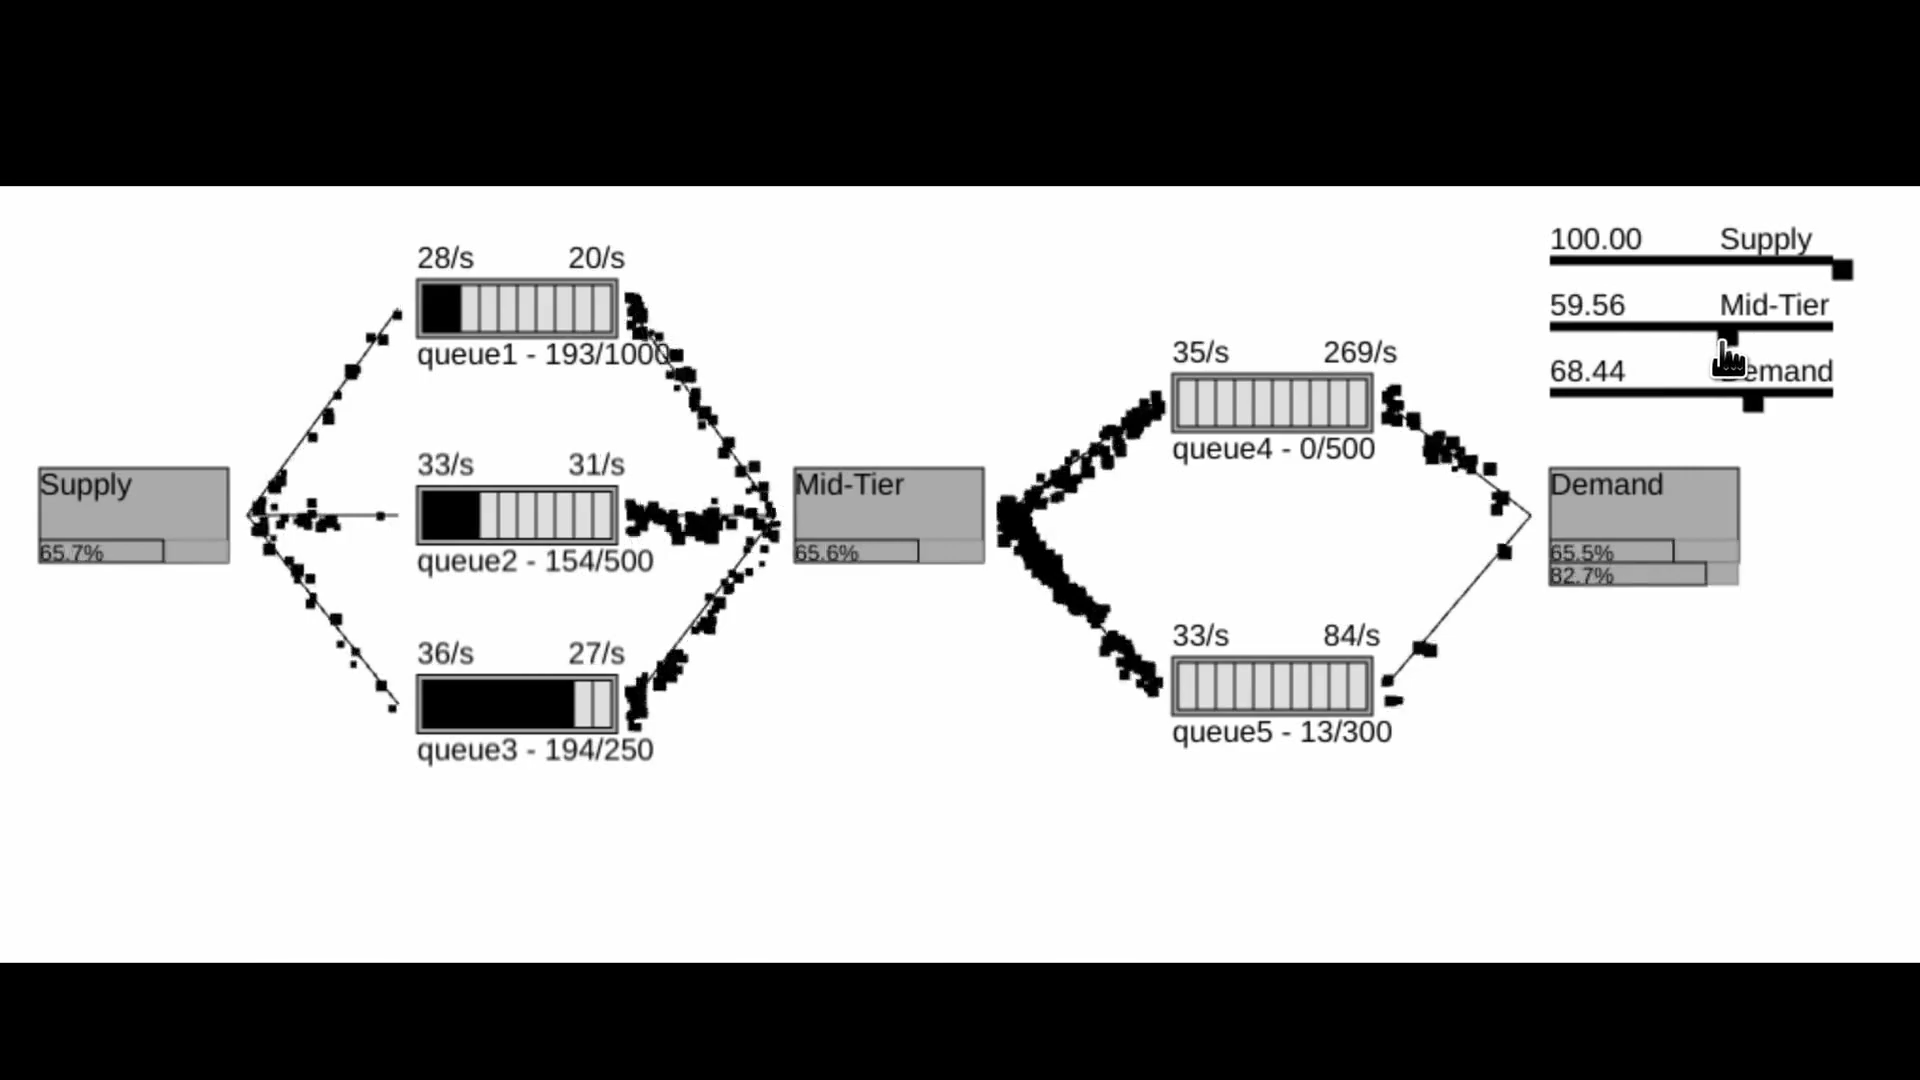 100.00 Supply
59.56 Mid-Tier
68.44 Demand
28/s 20/s
queue1 - 193/1000
33/s 31/s
queue2 - 154/500
36/s 27/s
queue3 - 194/250
35/s 269/s
queue4 - 0/500
33/s 84/s
queue5 - 13/300
Supply
65.7%
Mid-Tier
65.6%
Demand
65.5%
82.7%